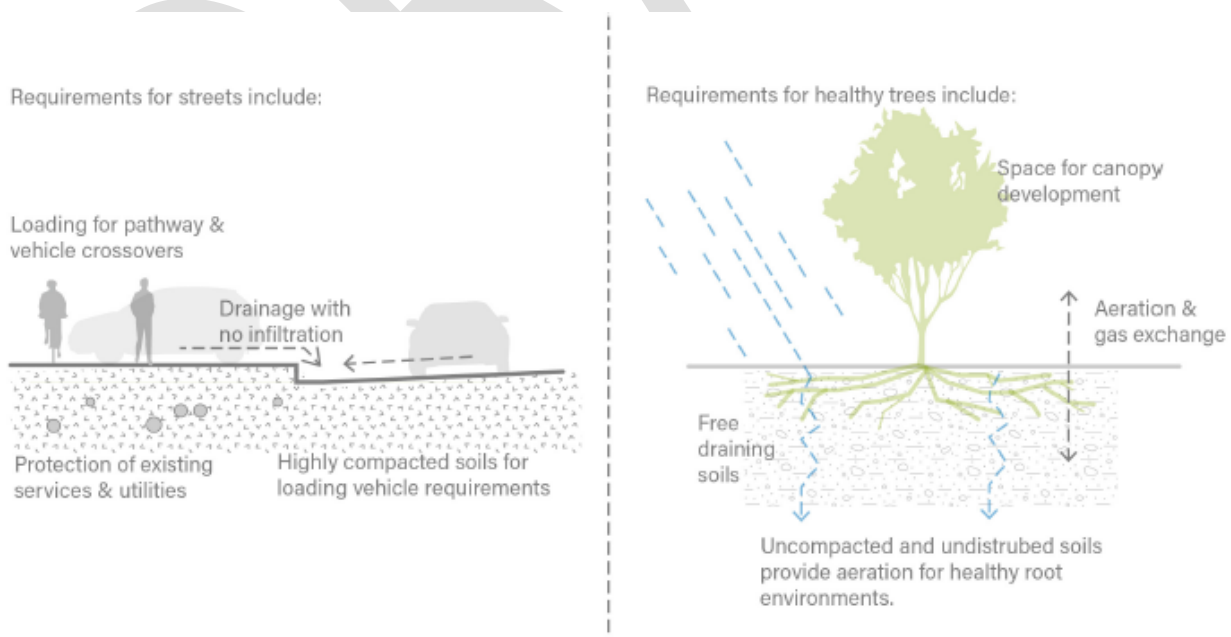 Requirements for streets include:
Loading for pathway &
vehicle crossovers
Drainage with
no infiltration
Protection of existing
services & utilities
Highly compacted soils for
loading vehicle requirements
Requirements for healthy trees include:
Space for canopy
development
Aeration &
gas exchange
Free
draining
soils
Uncompacted and undistrubed soils
provide aeration for healthy root
environments.